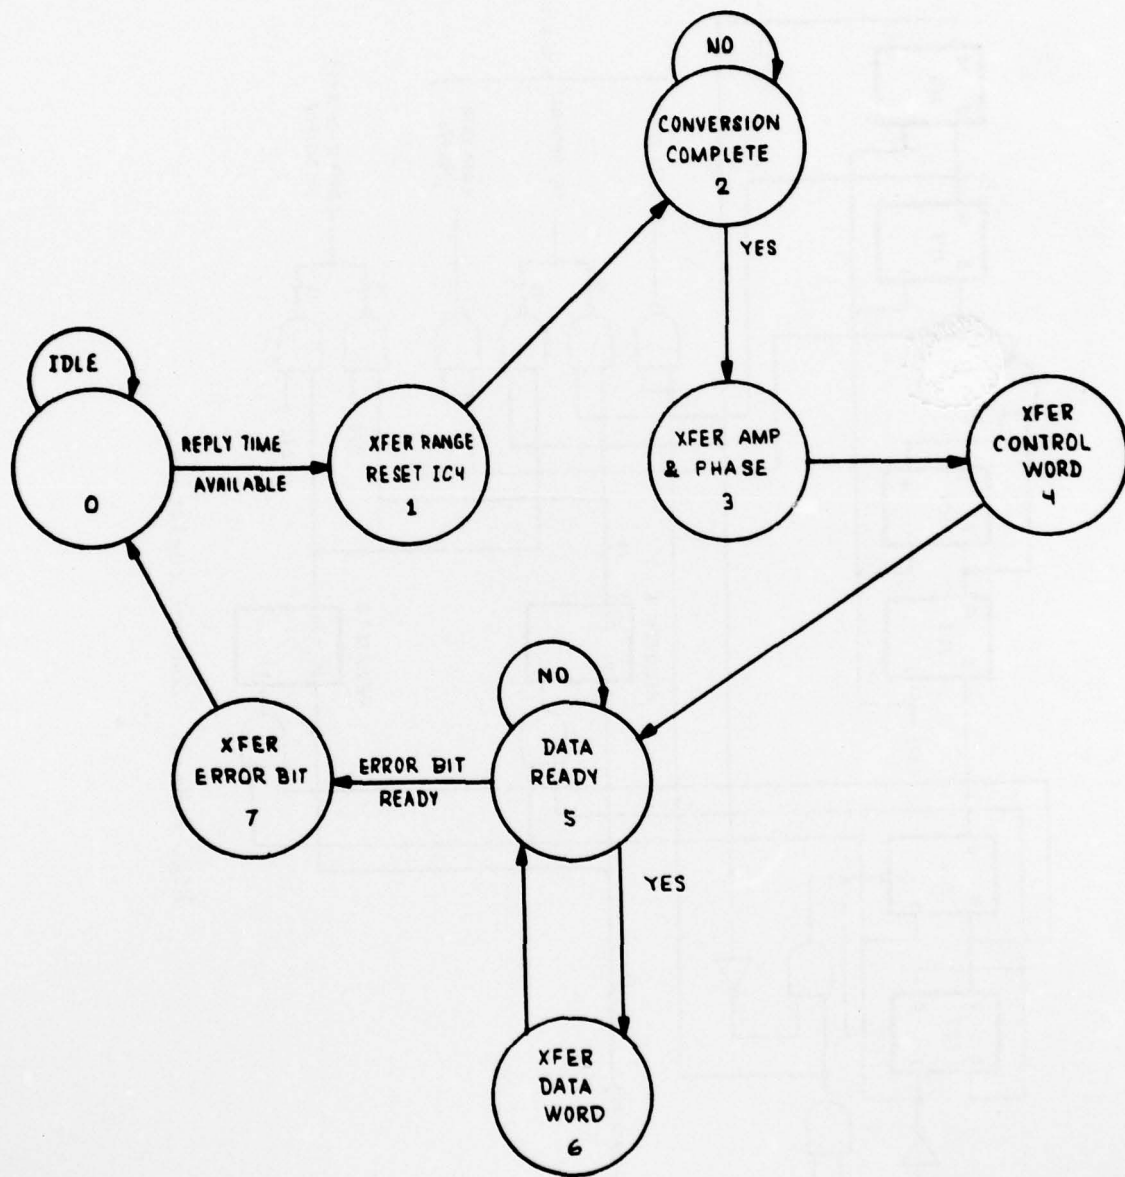 NO
CONVERSION
COMPLETE
2
YES
IDLE
0
REPLY TIME
AVAILABLE
XFER RANGE
RESET IC4
1
XFER AMP
& PHASE
3
XFER
CONTROL
WORD
4
NO
DATA
READY
5
ERROR BIT
READY
XFER
ERROR BIT
7
YES
XFER
DATA
WORD
6